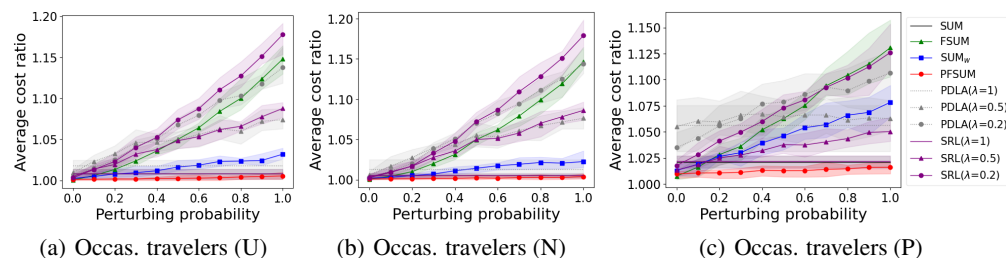 Average cost ratio
1.20
1.15
1.10
1.05
1.00
0.0 0.2 0.4 0.6 0.8 1.0
Perturbing probability
(a) Occas. travelers (U)
Average cost ratio
1.20
1.15
1.10
1.05
1.00
0.0 0.2 0.4 0.6 0.8 1.0
Perturbing probability
(b) Occas. travelers (N)
Average cost ratio
1.150
1.125
1.100
1.075
1.050
1.025
1.000
0.0 0.2 0.4 0.6 0.8 1.0
Perturbing probability
(c) Occas. travelers (P)
SUM
FSUM
SUMw
PFSUM
PDLA(λ=1)
PDLA(λ=0.5)
PDLA(λ=0.2)
SRL(λ=1)
SRL(λ=0.5)
SRL(λ=0.2)